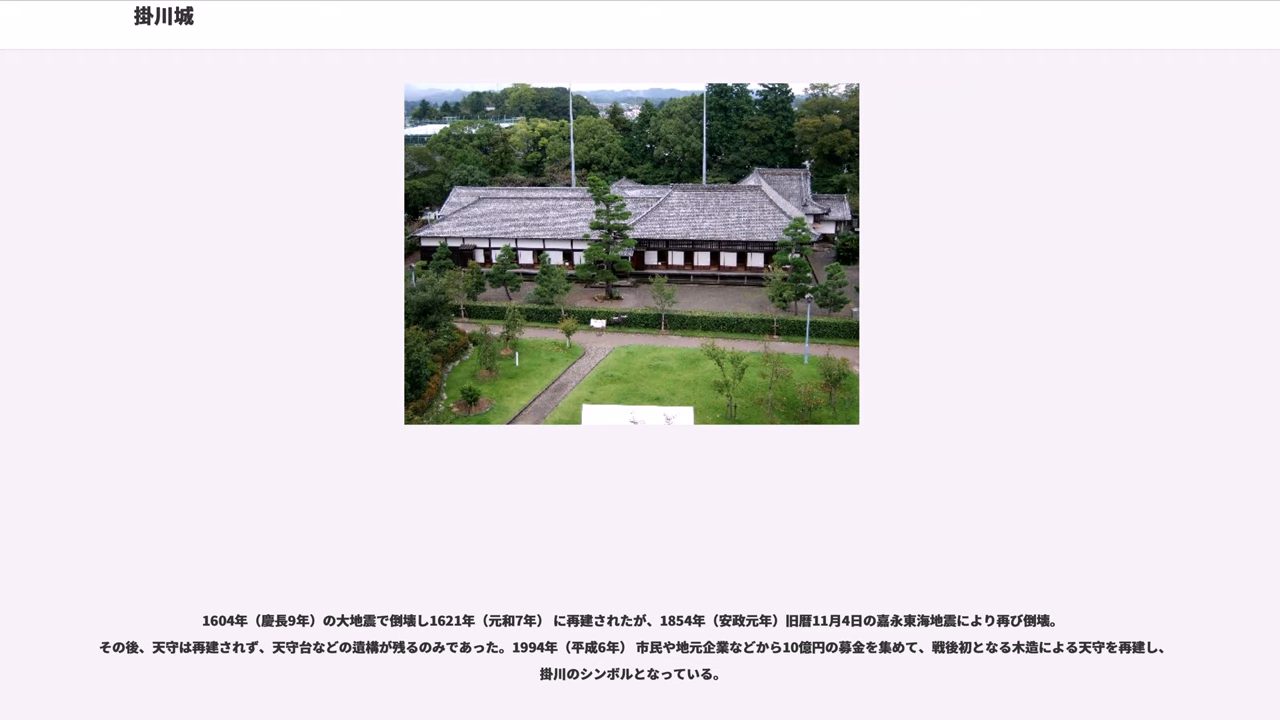 掛川城
1604年（慶長9年）の大地震で倒壊し1621年（元和7年） に再建されたが、1854年（安政元年）旧暦11月4日の嘉永東海地震により再び倒壊。
その後、天守は再建されず、天守台などの遺構が残るのみであった。1994年（平成6年） 市民や地元企業などから10億円の募金を集めて、戦後初となる木造による天守を再建し、
掛川のシンボルとなっている。